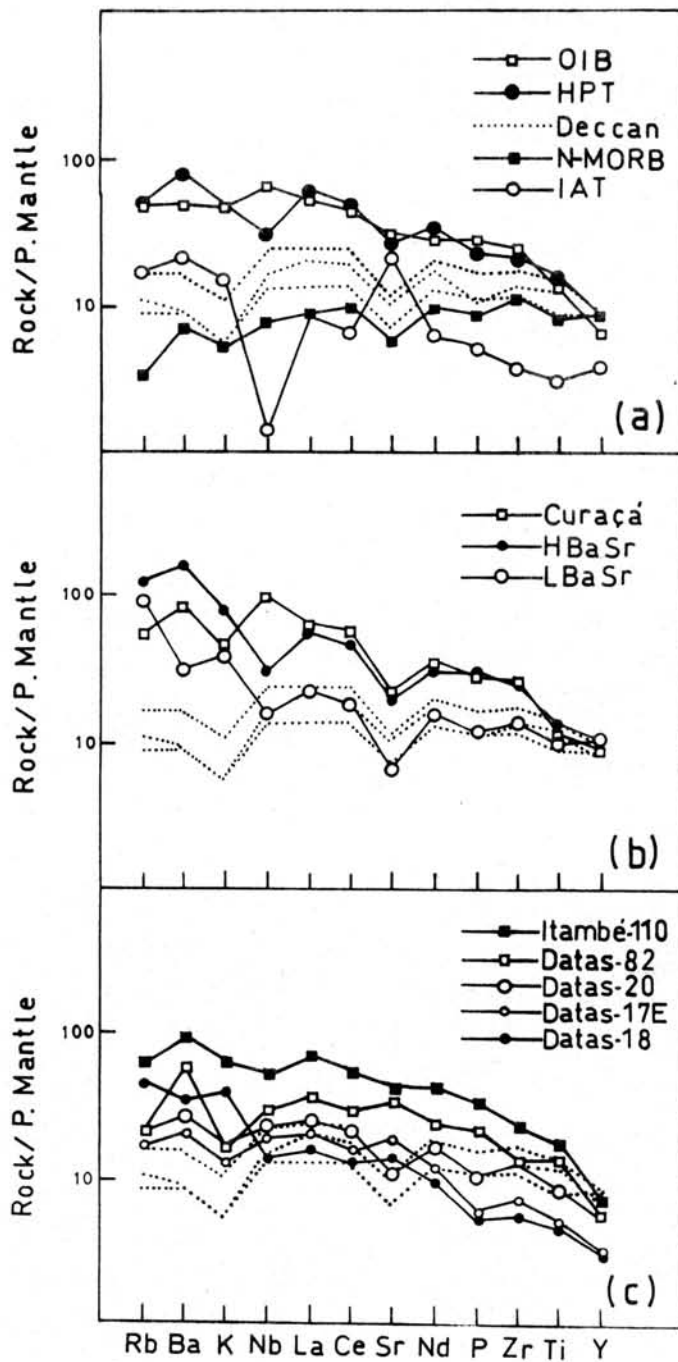 Rock/P.Mantle
100
10
OIB
HPT
Deccan
N-MORB
IAT
(a)
Rock/P.Mantle
100
10
Curaçá
HBaSr
LBaSr
(b)
Rock/P.Mantle
100
10
Itambé-110
Datas-82
Datas-20
Datas-17E
Datas-18
(c)
Rb Ba K Nb La Ce Sr Nd P Zr Ti Y